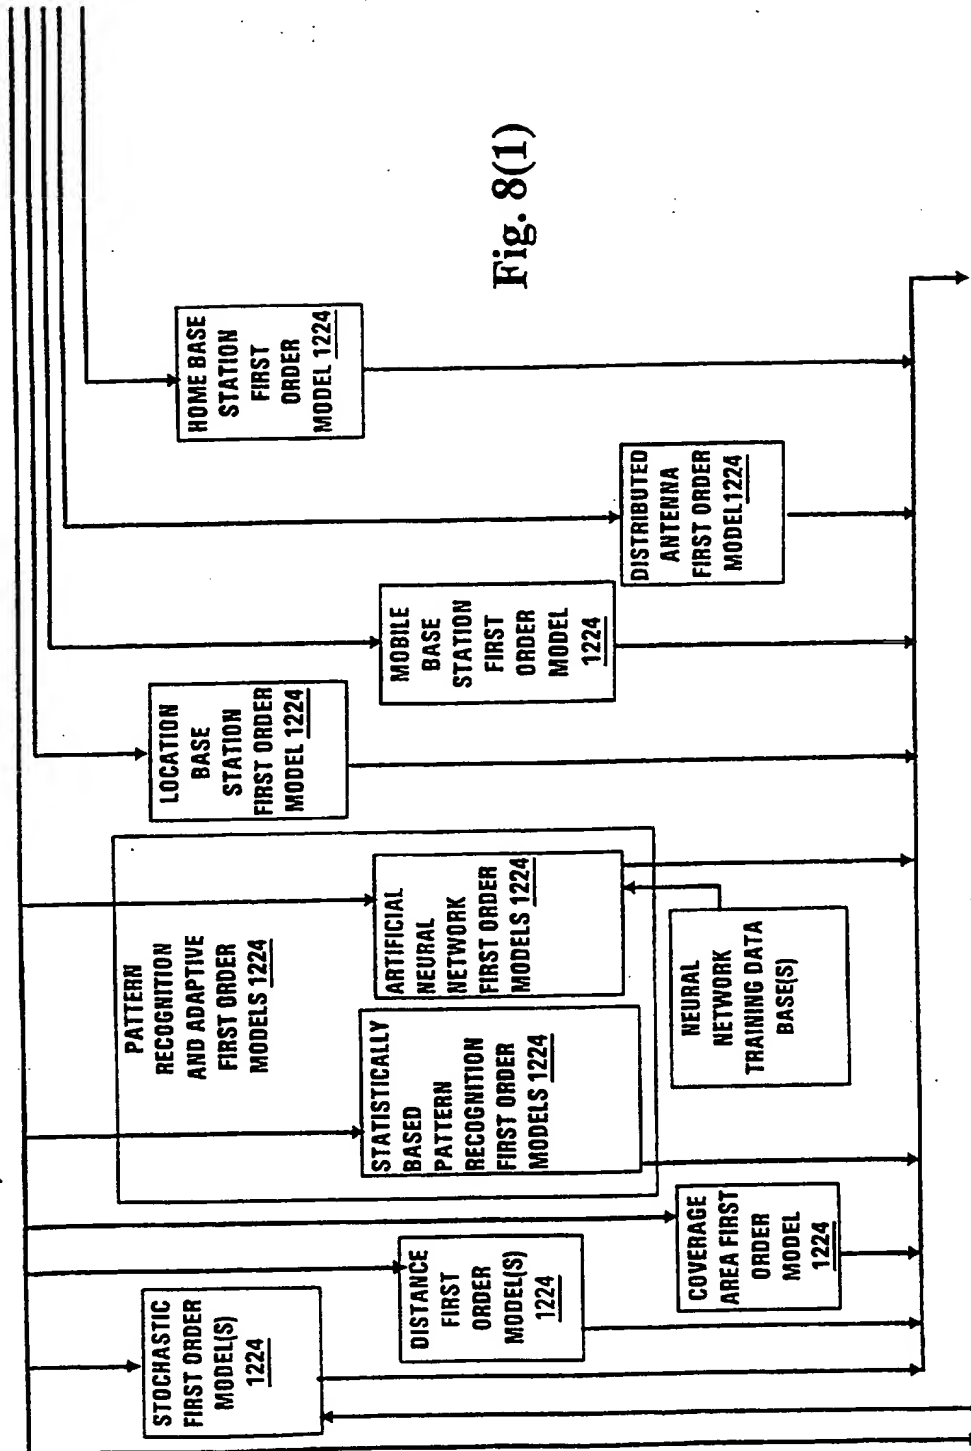 HOME BASE
STATION
FIRST
ORDER
MODEL 1224
DISTRIBUTED
ANTENNA
FIRST ORDER
MODEL1224
MOBILE
BASE
STATION
FIRST
ORDER
MODEL
1224
LOCATION
BASE
STATION
FIRST ORDER
MODEL 1224
PATTERN
RECOGNITION
AND ADAPTIVE
FIRST ORDER
MODELS 1224
ARTIFICIAL
NEURAL
NETWORK
FIRST ORDER
MODELS 1224
STATISTICALLY
BASED
PATTERN
RECOGNITION
FIRST ORDER
MODELS 1224
NEURAL
NETWORK
TRAINING DATA
BASE(S)
STOCHASTIC
FIRST ORDER
MODEL(S)
1224
DISTANCE
FIRST
ORDER
MODEL(S)
1224
COVERAGE
AREA FIRST
ORDER
MODEL
1224
Fig. 8(1)